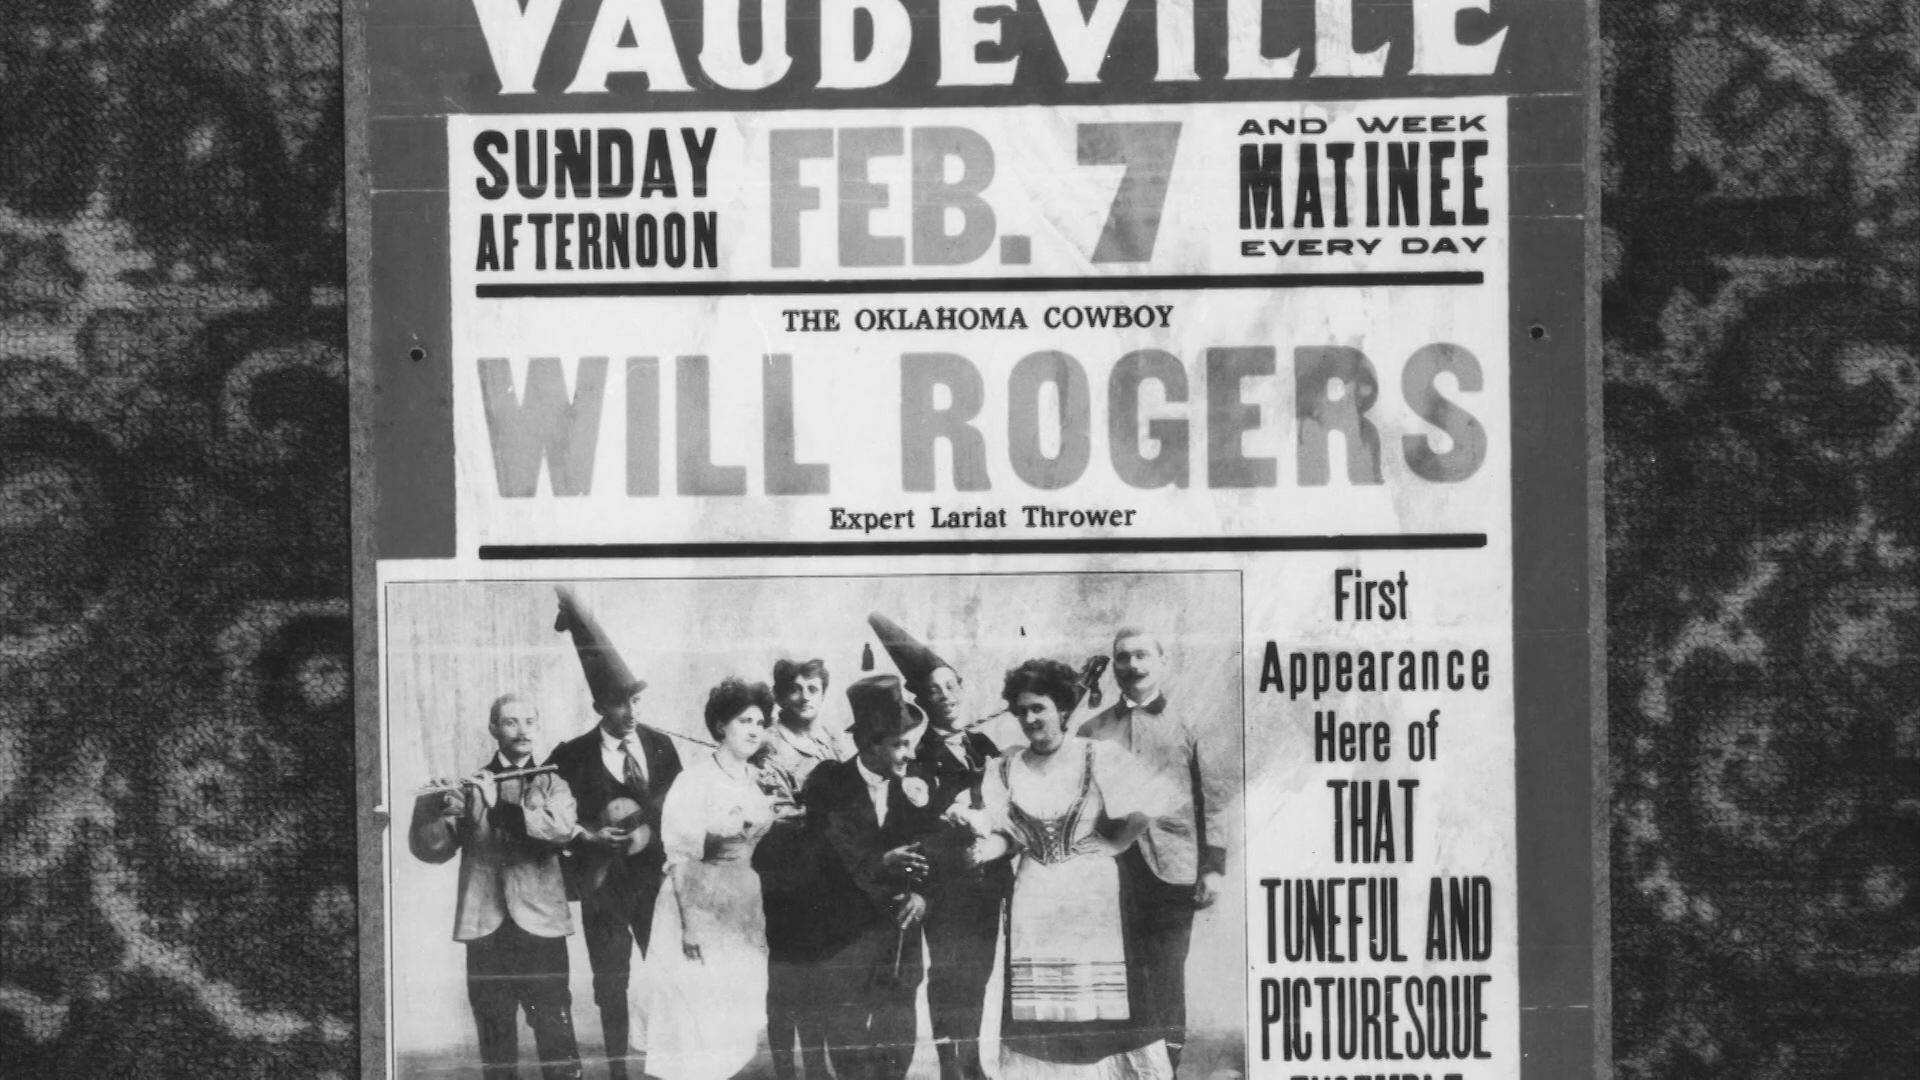 VAUDEVILLE
SUNDAY
AFTERNOON
FEB. 7
AND WEEK
MATINEE
EVERY DAY
THE OKLAHOMA COWBOY
WILL ROGERS
Expert Lariat Thrower
First
Appearance
Here of
THAT
TUNEFUL AND
PICTURESQUE
ENSEMBLE